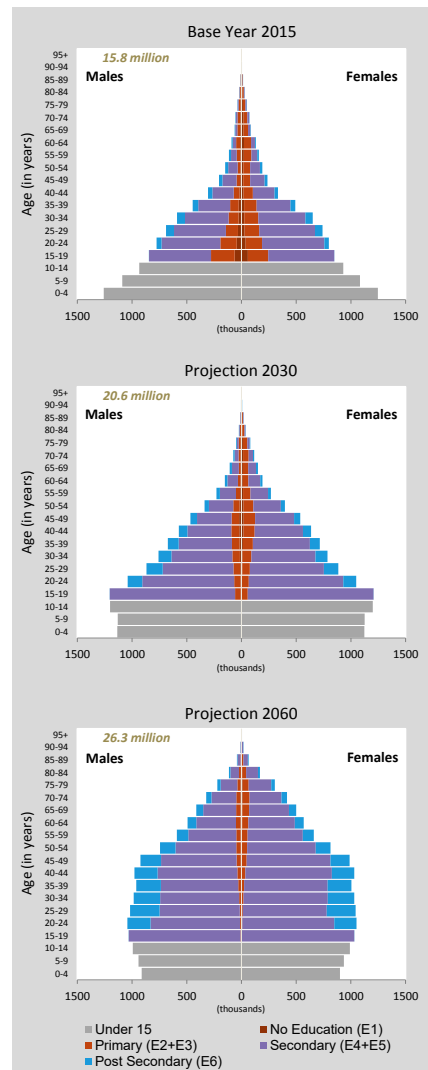 Base Year 2015
15.8 million
Males
Females
Age (in years)
95+
90-94
85-89
80-84
75-79
70-74
65-69
60-64
55-59
50-54
45-49
40-44
35-39
30-34
25-29
20-24
15-19
10-14
5-9
0-4
1500 1000 500 0 500 1000 1500
(thousands)
Projection 2030
20.6 million
Males
Females
Age (in years)
95+
90-94
85-89
80-84
75-79
70-74
65-69
60-64
55-59
50-54
45-49
40-44
35-39
30-34
25-29
20-24
15-19
10-14
5-9
0-4
1500 1000 500 0 500 1000 1500
(thousands)
Projection 2060
26.3 million
Males
Females
Age (in years)
95+
90-94
85-89
80-84
75-79
70-74
65-69
60-64
55-59
50-54
45-49
40-44
35-39
30-34
25-29
20-24
15-19
10-14
5-9
0-4
1500 1000 500 0 500 1000 1500
(thousands)
Under 15 No Education (E1)
Primary (E2+E3) Secondary (E4+E5)
Post Secondary (E6)